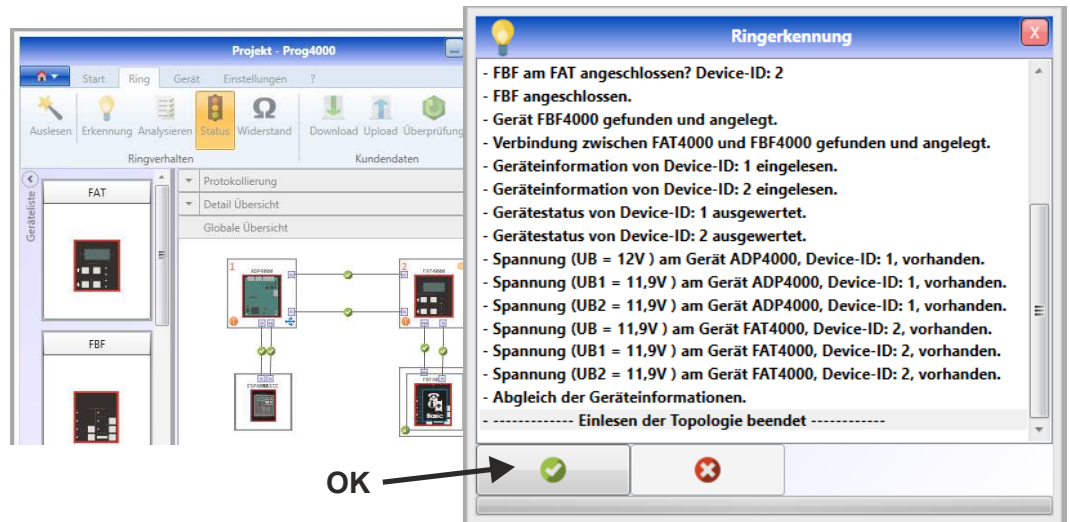 Projekt - Prog4000
Start Ring Gerät Einstellungen ?
Auslesen Erkennung Analysieren Status Widerstand Download Upload Überprüfung
Ringverhalten Kundendaten
Geräteliste
FAT
FBF
Protokollierung
Detail Übersicht
Globale Übersicht
1
ADP4000
2
FAT4000
Basic
Ringerkennung
X
- FBF am FAT angeschlossen? Device-ID: 2
- FBF angeschlossen.
- Gerät FBF4000 gefunden und angelegt.
- Verbindung zwischen FAT4000 und FBF4000 gefunden und angelegt.
- Geräteinformation von Device-ID: 1 eingelesen.
- Geräteinformation von Device-ID: 2 eingelesen.
- Gerätestatus von Device-ID: 1 ausgewertet.
- Gerätestatus von Device-ID: 2 ausgewertet.
- Spannung (UB = 12V ) am Gerät ADP4000, Device-ID: 1, vorhanden.
- Spannung (UB1 = 11,9V ) am Gerät ADP4000, Device-ID: 1, vorhanden.
- Spannung (UB2 = 11,9V ) am Gerät ADP4000, Device-ID: 1, vorhanden.
- Spannung (UB = 11,9V ) am Gerät FAT4000, Device-ID: 2, vorhanden.
- Spannung (UB1 = 11,9V ) am Gerät FAT4000, Device-ID: 2, vorhanden.
- Spannung (UB2 = 11,9V ) am Gerät FAT4000, Device-ID: 2, vorhanden.
- Abgleich der Geräteinformationen.
- ------------- Einlesen der Topologie beendet ------------
OK